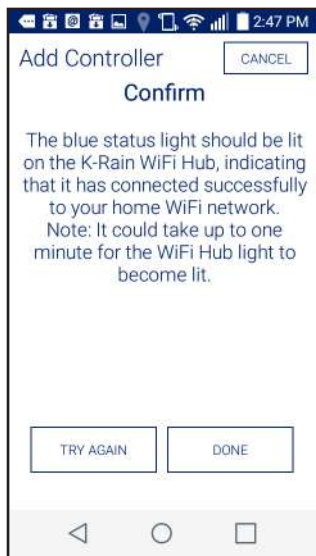 2:47 PM
Add Controller
CANCEL
Confirm
The blue status light should be lit
on the K-Rain WiFi Hub, indicating
that it has connected successfully
to your home WiFi network.
Note: It could take up to one
minute for the WiFi Hub light to
become lit.
TRY AGAIN
DONE